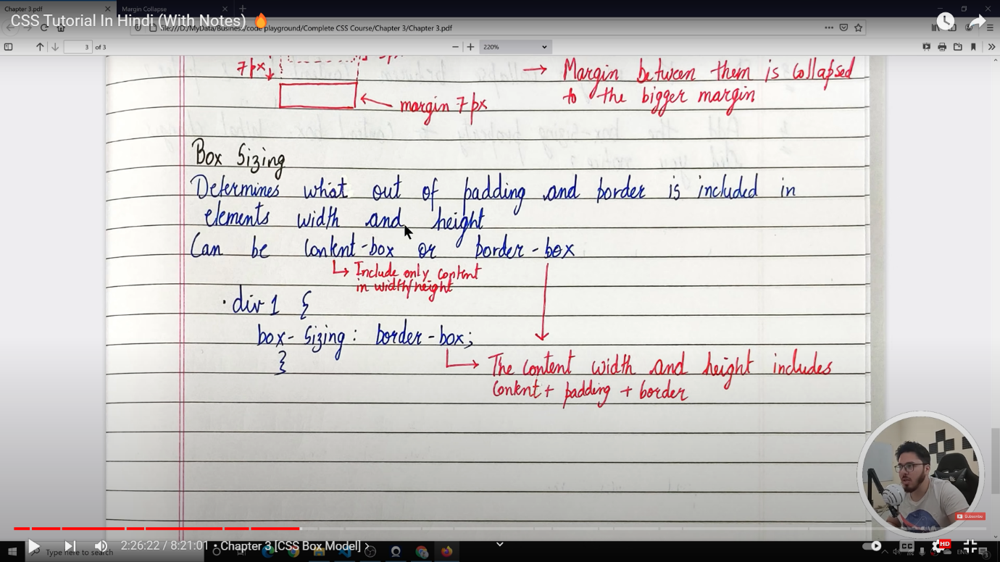 Chapter 3.pdf
Margin Collapse
CSS Tutorial In Hindi (With Notes) 🔥
file:///D:/MyData/Business/code playground/Complete CSS Course/Chapter 3/Chapter 3.pdf
3 of 3
220%
7px
margin 7px
→ Margin between them is collapsed
to the bigger margin
Box Sizing
Determines what out of padding and border is included in
elements width and height
Can be content-box or border-box
Include only content
in width/height
.div1 {
box-sizing: border-box;
}
The content width and height includes
content + padding + border
Subscribe
2:26:22 / 8:21:01 • Chapter 3 [CSS Box Model]
CC
HD
Type here to search